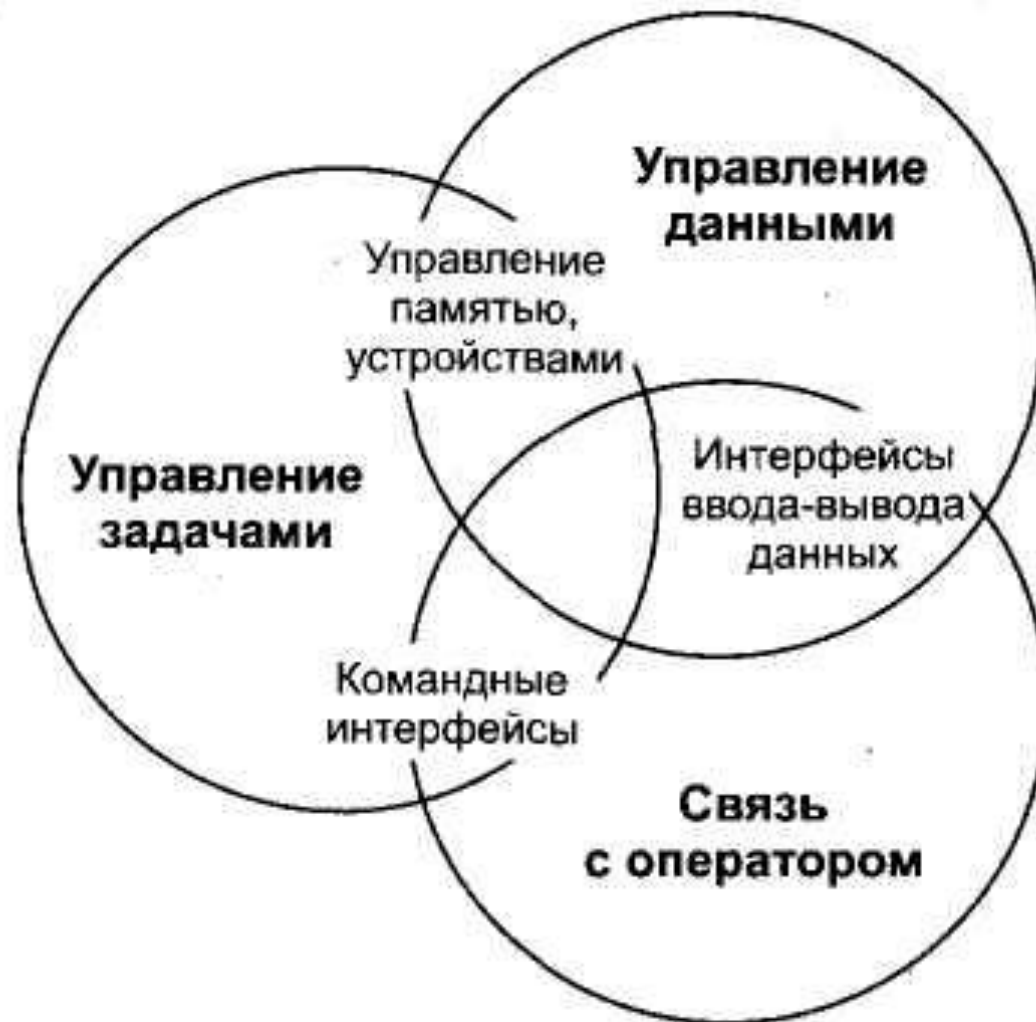 Управление
данными
Управление
памятью,
устройствами
Управление
задачами
Интерфейсы
ввода-вывода
данных
Командные
интерфейсы
Связь
с оператором